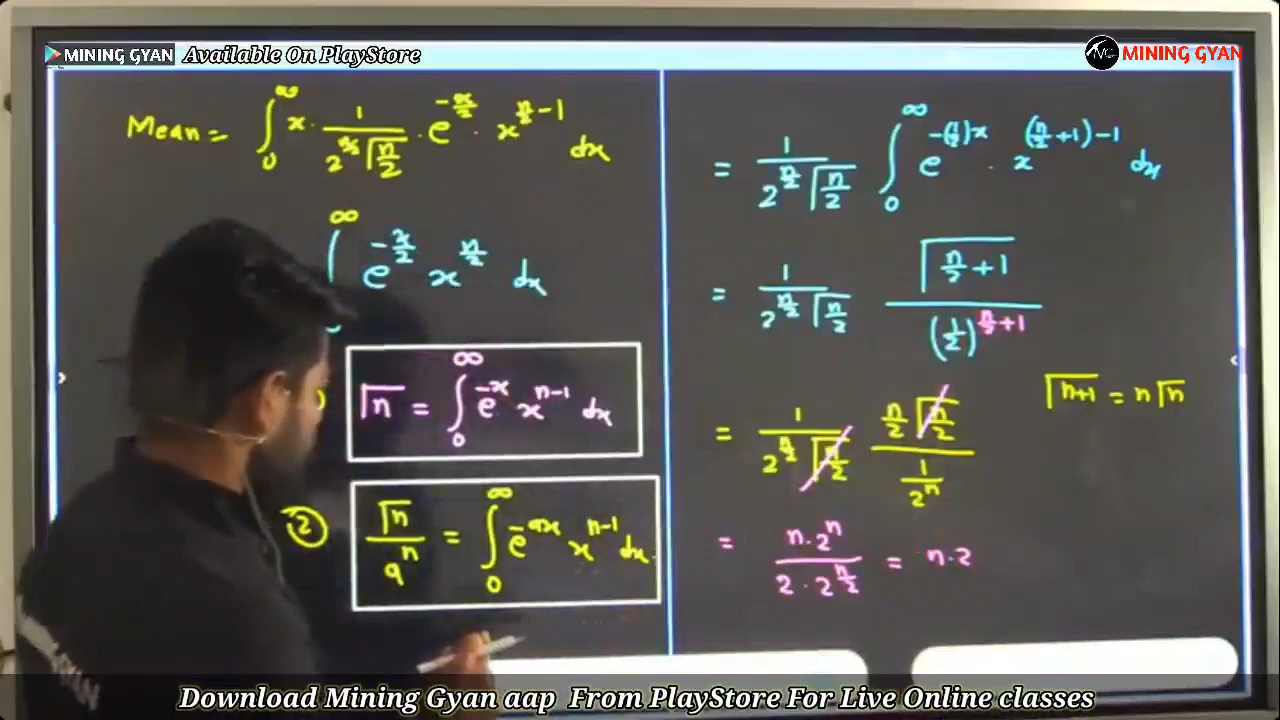 MINING GYAN Available On PlayStore
MINING GYAN
Mean = ∫₀^∞ x · 1/(2^(n/2) Γ(n/2)) · e^(-x/2) · x^(n/2 - 1) dx
∫^∞ e^(-x/2) x^(n/2) dx
Γn = ∫₀^∞ e^(-x) x^(n-1) dx
② Γn/a^n = ∫₀^∞ e^(-ax) x^(n-1) dx
= 1/(2^(n/2) Γ(n/2)) ∫₀^∞ e^(-(1/2)x) · x^((n/2+1)-1) dx
= 1/(2^(n/2) Γ(n/2)) Γ(n/2+1)/(1/2)^(n/2+1)
Γ(n+1) = n Γn
= 1/(2^(n/2) Γ(n/2)) (n/2 Γ(n/2))/(1/2^n)
= (n·2^n)/(2·2^(n/2)) = n·2
Download Mining Gyan aap From PlayStore For Live Online classes